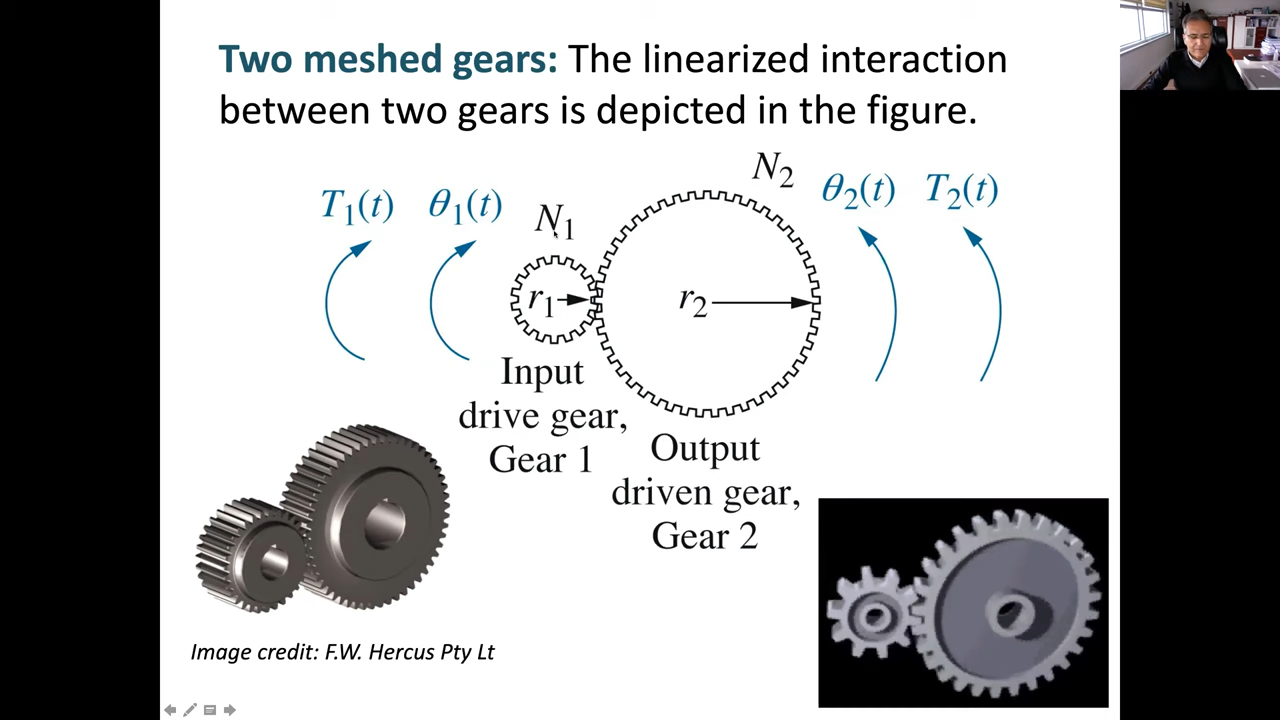 Two meshed gears: The linearized interaction
between two gears is depicted in the figure.
T₁(t) θ₁(t) N₁ N₂ θ₂(t) T₂(t)
r₁ r₂
Input
drive gear,
Gear 1
Output
driven gear,
Gear 2
Image credit: F.W. Hercus Pty Lt